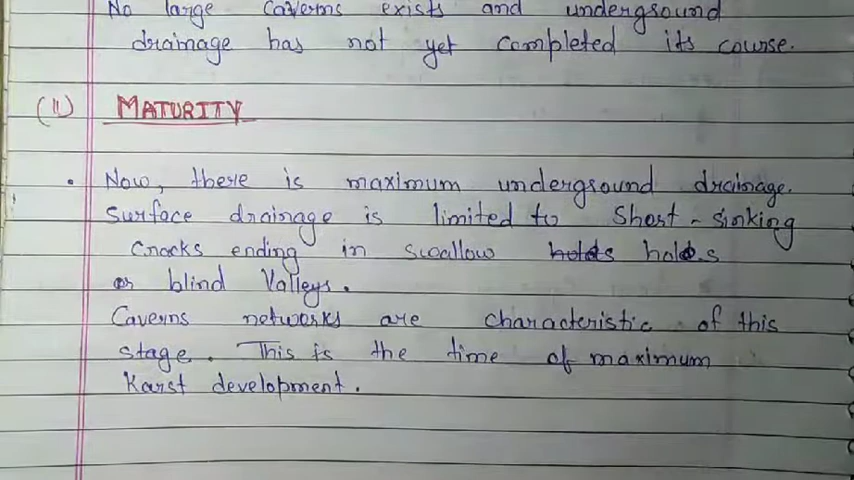 No large caverns exists and underground
drainage has not yet completed its course.
(11) MATURITY
• Now, there is maximum underground drainage.
Surface drainage is limited to Short-sinking
Cracks ending in swallow holes
or blind Valleys.
Caverns networks are characteristic of this
stage. This is the time of maximum
Karst development.